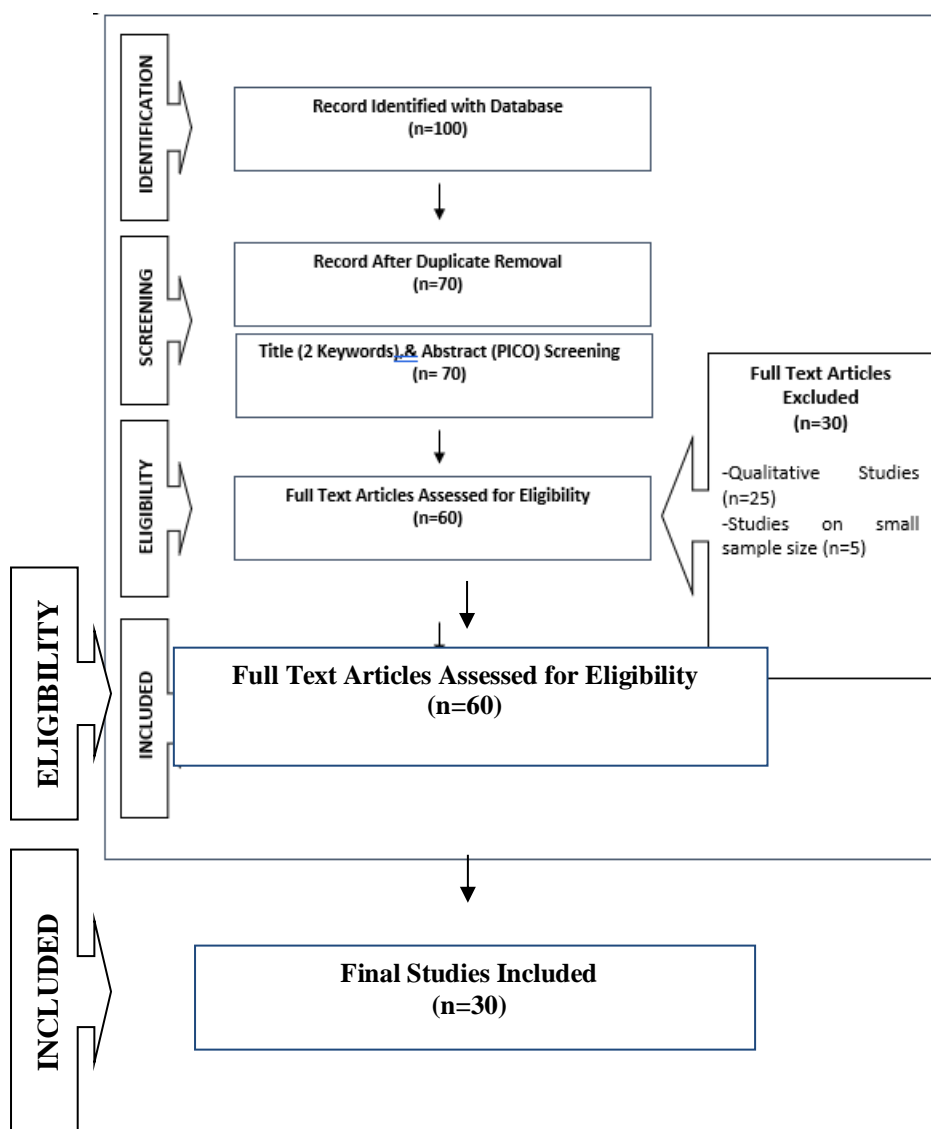 IDENTIFICATION
Record Identified with Database
(n=100)
SCREENING
Record After Duplicate Removal
(n=70)
Title (2 Keywords),& Abstract (PICO) Screening
(n= 70)
Full Text Articles
Excluded
(n=30)
-Qualitative Studies
(n=25)
-Studies on small
sample size (n=5)
ELIGIBILITY
Full Text Articles Assessed for Eligibility
(n=60)
ELIGIBILITY
INCLUDED
Full Text Articles Assessed for Eligibility
(n=60)
INCLUDED
Final Studies Included
(n=30)